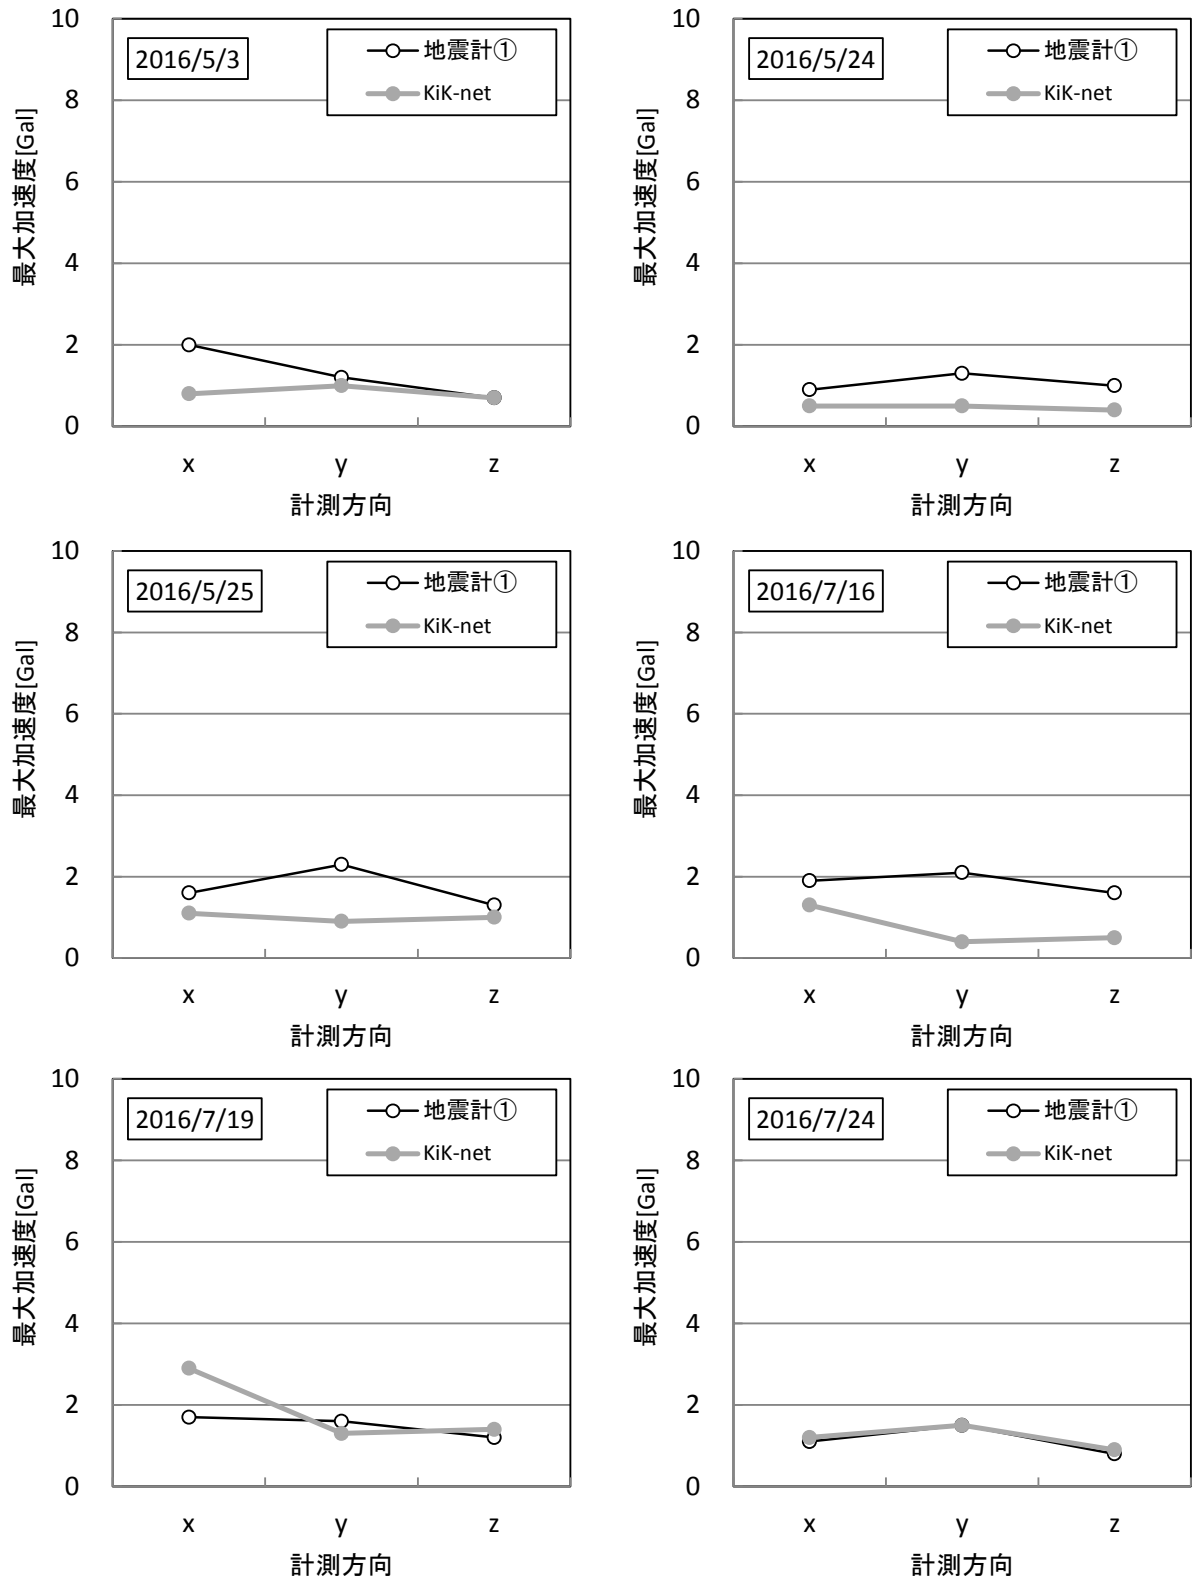 最大加速度[Gal]
10
8
6
4
2
0
2016/5/3
地震計①
KiK-net
x y z
計測方向
最大加速度[Gal]
10
8
6
4
2
0
2016/5/24
地震計①
KiK-net
x y z
計測方向
最大加速度[Gal]
10
8
6
4
2
0
2016/5/25
地震計①
KiK-net
x y z
計測方向
最大加速度[Gal]
10
8
6
4
2
0
2016/7/16
地震計①
KiK-net
x y z
計測方向
最大加速度[Gal]
10
8
6
4
2
0
2016/7/19
地震計①
KiK-net
x y z
計測方向
最大加速度[Gal]
10
8
6
4
2
0
2016/7/24
地震計①
KiK-net
x y z
計測方向